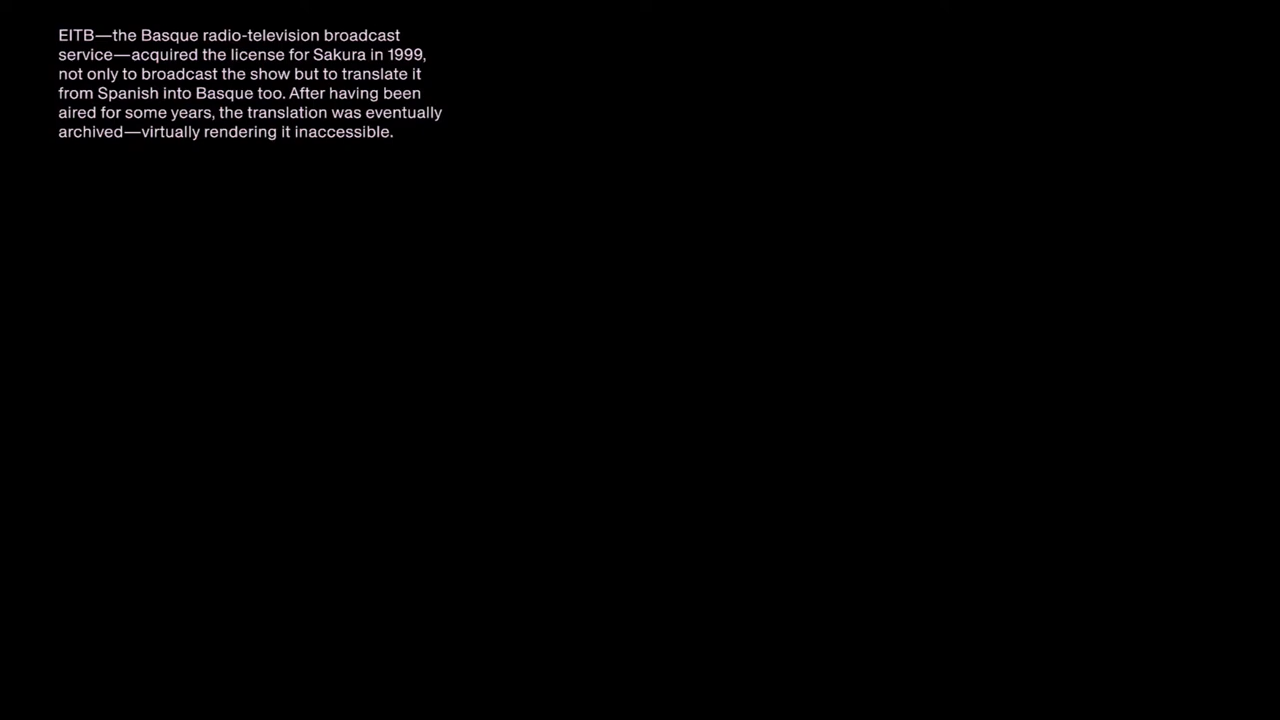 EITB—the Basque radio-television broadcast
service—acquired the license for Sakura in 1999,
not only to broadcast the show but to translate it
from Spanish into Basque too. After having been
aired for some years, the translation was eventually
archived—virtually rendering it inaccessible.